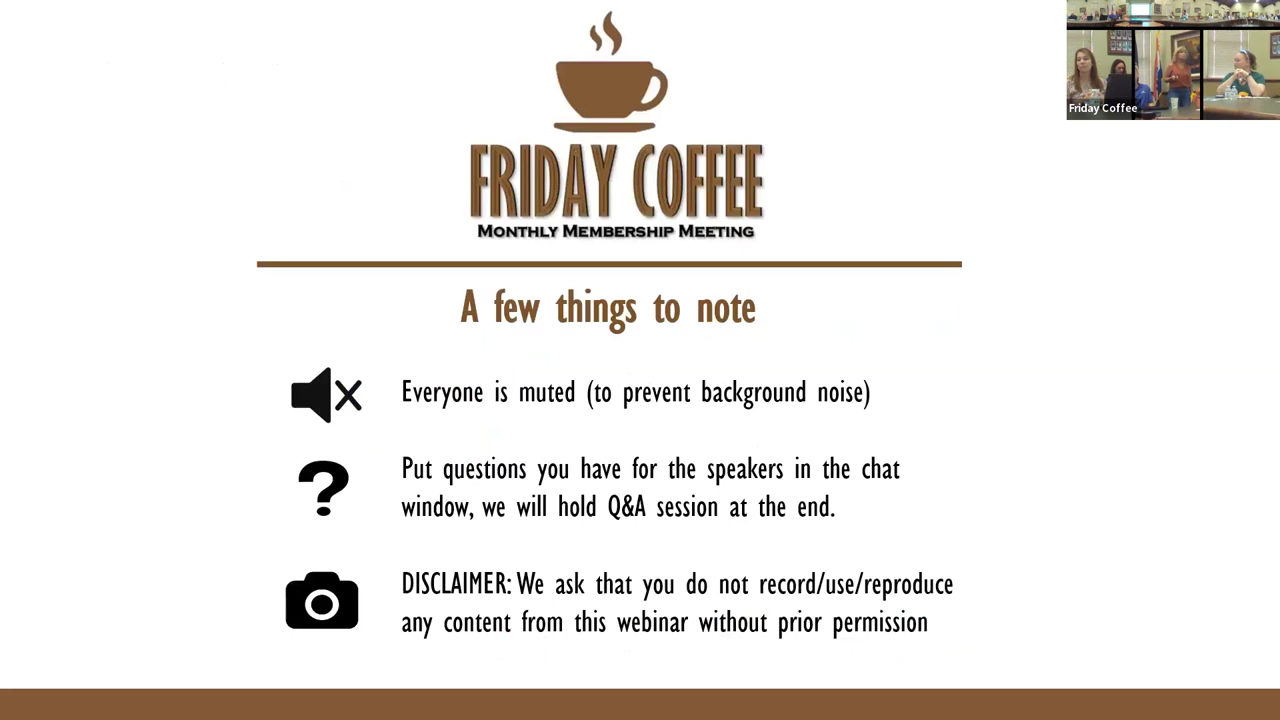 Friday Coffee
FRIDAY COFFEE
MONTHLY MEMBERSHIP MEETING
A few things to note
Everyone is muted (to prevent background noise)
Put questions you have for the speakers in the chat
window, we will hold Q&A session at the end.
DISCLAIMER: We ask that you do not record/use/reproduce
any content from this webinar without prior permission